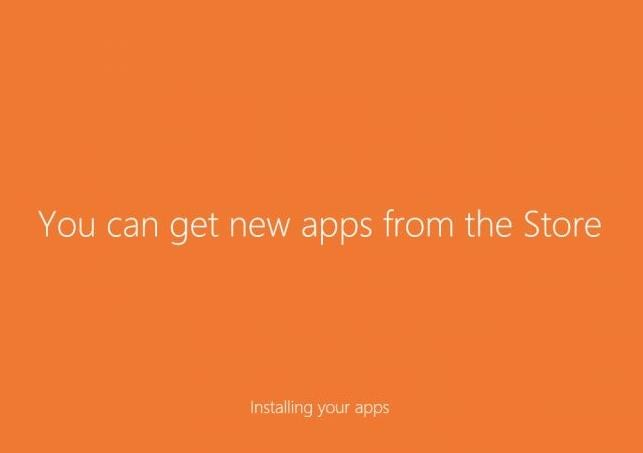 You can get new apps from the Store
Installing your apps